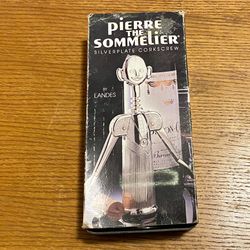 PIERRE
THE
SOMMELIER
SILVERPLATE CORKSCREW
BY
LANDES